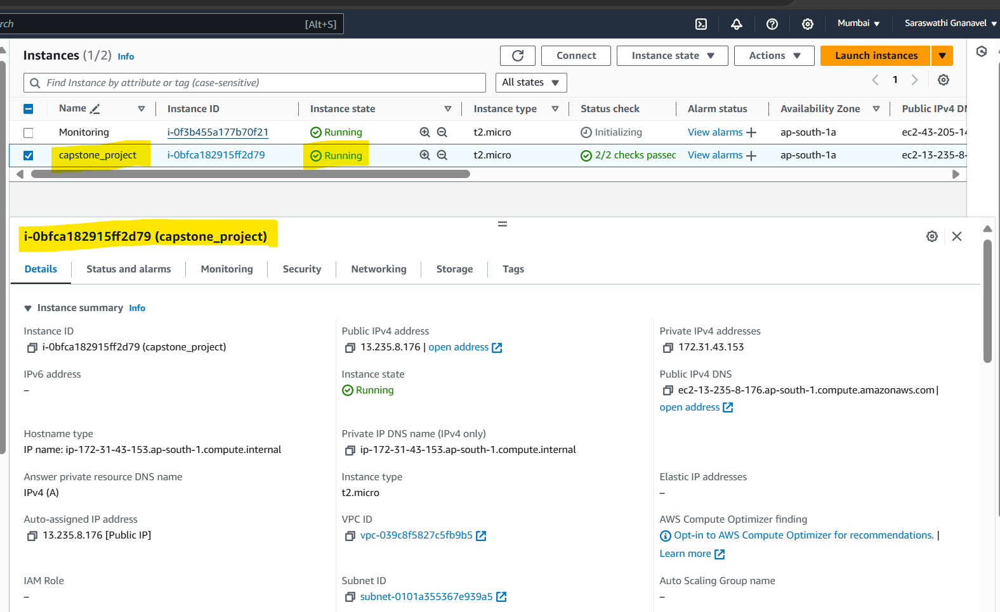 rch [Alt+S] Mumbai Saraswathi Gnanavel
Instances (1/2) Info Connect Instance state Actions Launch instances
Find Instance by attribute or tag (case-sensitive) All states 1
Name Instance ID Instance state Instance type Status check Alarm status Availability Zone Public IPv4 DN
Monitoring i-0f3b455a177b70f21 Running t2.micro Initializing View alarms + ap-south-1a ec2-43-205-14
capstone_project i-0bfca182915ff2d79 Running t2.micro 2/2 checks passed View alarms + ap-south-1a ec2-13-235-8-
i-0bfca182915ff2d79 (capstone_project)
Details Status and alarms Monitoring Security Networking Storage Tags
Instance summary Info
Instance ID Public IPv4 address Private IPv4 addresses
i-0bfca182915ff2d79 (capstone_project) 13.235.8.176 | open address 172.31.43.153
IPv6 address Instance state Public IPv4 DNS
– Running ec2-13-235-8-176.ap-south-1.compute.amazonaws.com |
open address
Hostname type Private IP DNS name (IPv4 only)
IP name: ip-172-31-43-153.ap-south-1.compute.internal ip-172-31-43-153.ap-south-1.compute.internal
Answer private resource DNS name Instance type Elastic IP addresses
IPv4 (A) t2.micro –
Auto-assigned IP address VPC ID AWS Compute Optimizer finding
13.235.8.176 [Public IP] vpc-039c8f5827c5fb9b5 Opt-in to AWS Compute Optimizer for recommendations. |
Learn more
IAM Role Subnet ID Auto Scaling Group name
– subnet-0101a355367e939a5 –